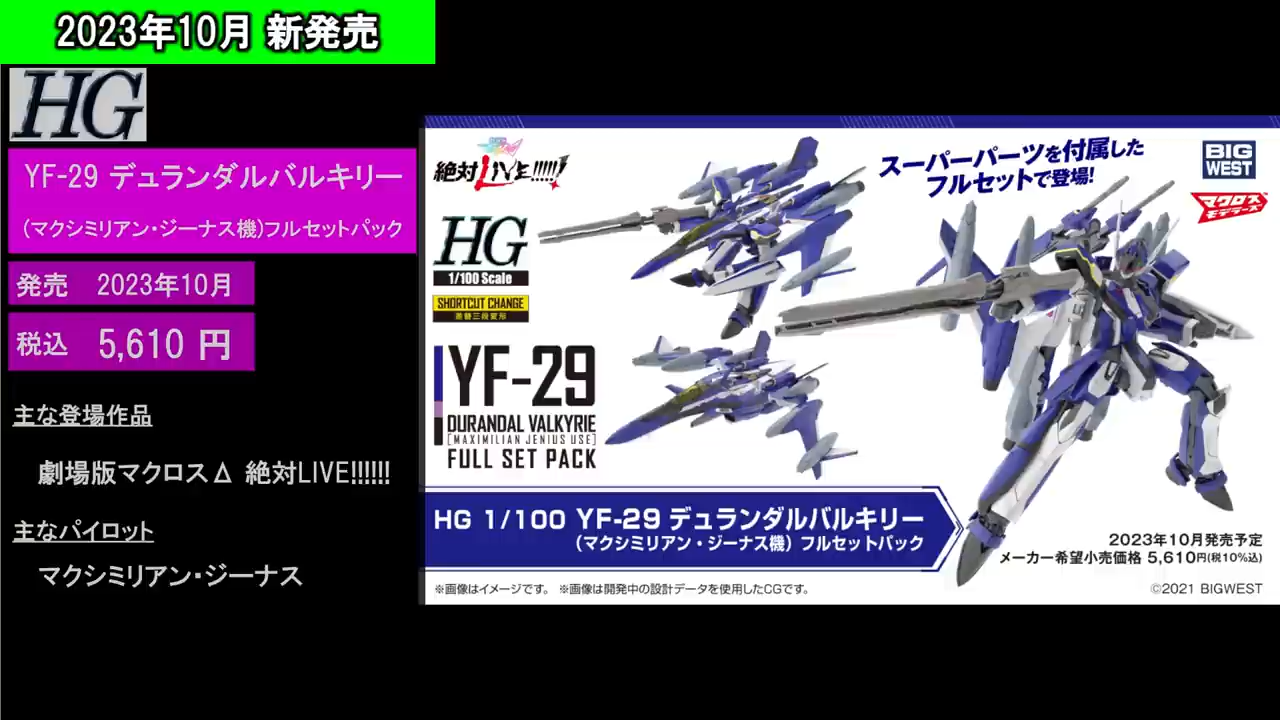 2023年10月 新発売
HG
YF-29 デュランダルバルキリー
(マクシミリアン･ジーナス機)フルセットパック
発売 2023年10月
税込 5,610 円
主な登場作品
劇場版マクロスΔ 絶対LIVE!!!!!!
主なパイロット
マクシミリアン･ジーナス
絶対LIVE!!!!!!
スーパーパーツを付属した
フルセットで登場!
BIG
WEST
マクロス
モデラーズ
HG
1/100 Scale
SHORTCUT CHANGE
差替三段変形
YF-29
DURANDAL VALKYRIE
[MAXIMILIAN JENIUS USE]
FULL SET PACK
HG 1/100 YF-29 デュランダルバルキリー
(マクシミリアン・ジーナス機) フルセットパック
2023年10月発売予定
メーカー希望小売価格 5,610円(税10%込)
※画像はイメージです。 ※画像は開発中の設計データを使用したCGです。
©2021 BIGWEST